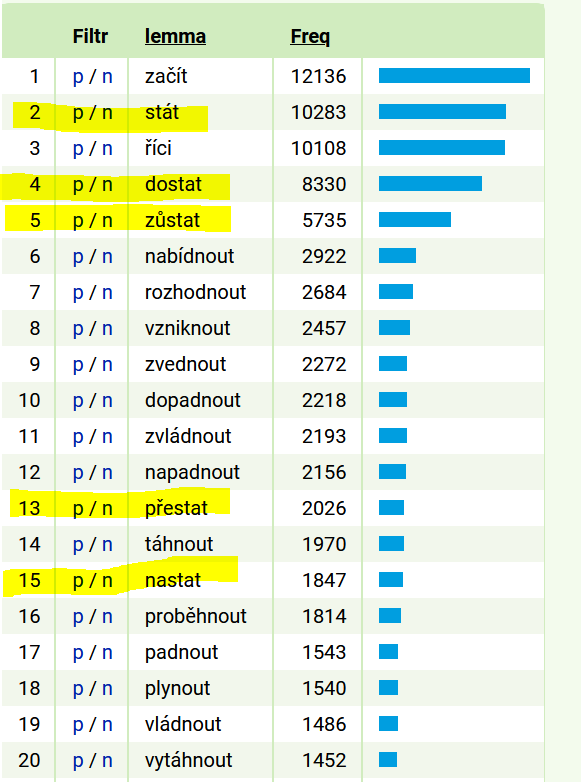 Filtr lemma Freq
1 p / n začít 12136
2 p / n stát 10283
3 p / n říci 10108
4 p / n dostat 8330
5 p / n zůstat 5735
6 p / n nabídnout 2922
7 p / n rozhodnout 2684
8 p / n vzniknout 2457
9 p / n zvednout 2272
10 p / n dopadnout 2218
11 p / n zvládnout 2193
12 p / n napadnout 2156
13 p / n přestat 2026
14 p / n táhnout 1970
15 p / n nastat 1847
16 p / n proběhnout 1814
17 p / n padnout 1543
18 p / n plynout 1540
19 p / n vládnout 1486
20 p / n vytáhnout 1452